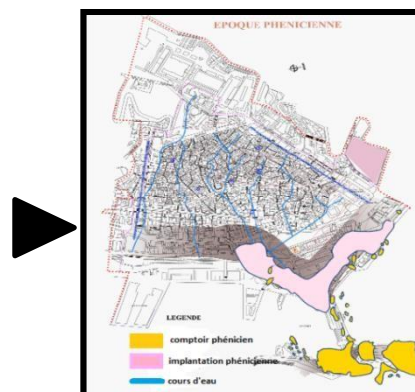 EPOQUE PHENICIENNE
LEGENDE
comptoir phénicien
implantation phénicienne
cours d'eau